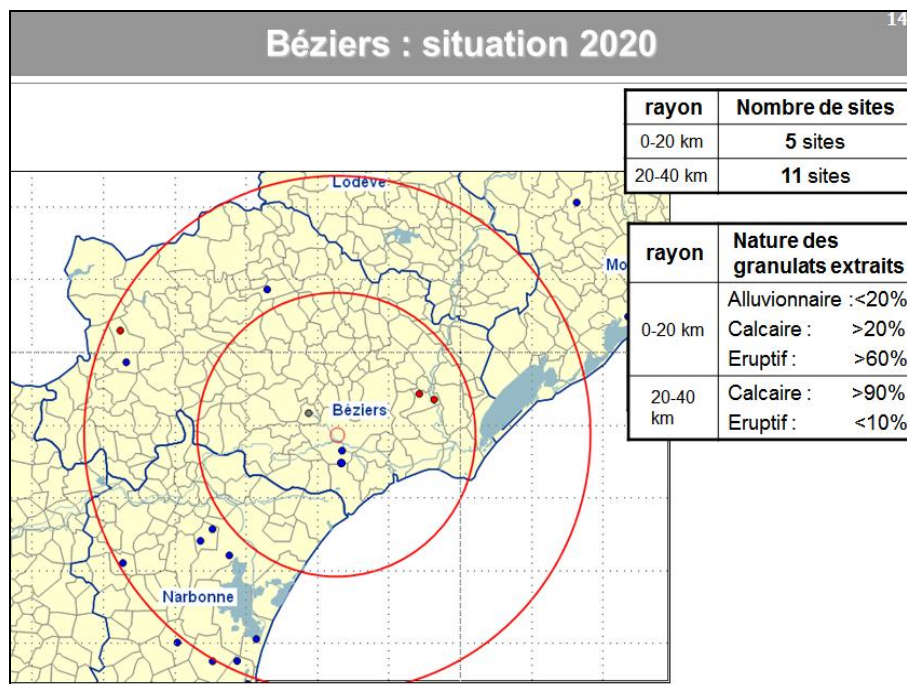 14
Béziers : situation 2020
rayon Nombre de sites
0-20 km 5 sites
20-40 km 11 sites
Lodève
Mo
rayon Nature des
granulats extraits
0-20 km Alluvionnaire :<20%
Calcaire : >20%
Eruptif : >60%
20-40
km Calcaire : >90%
Eruptif : <10%
Béziers
Narbonne